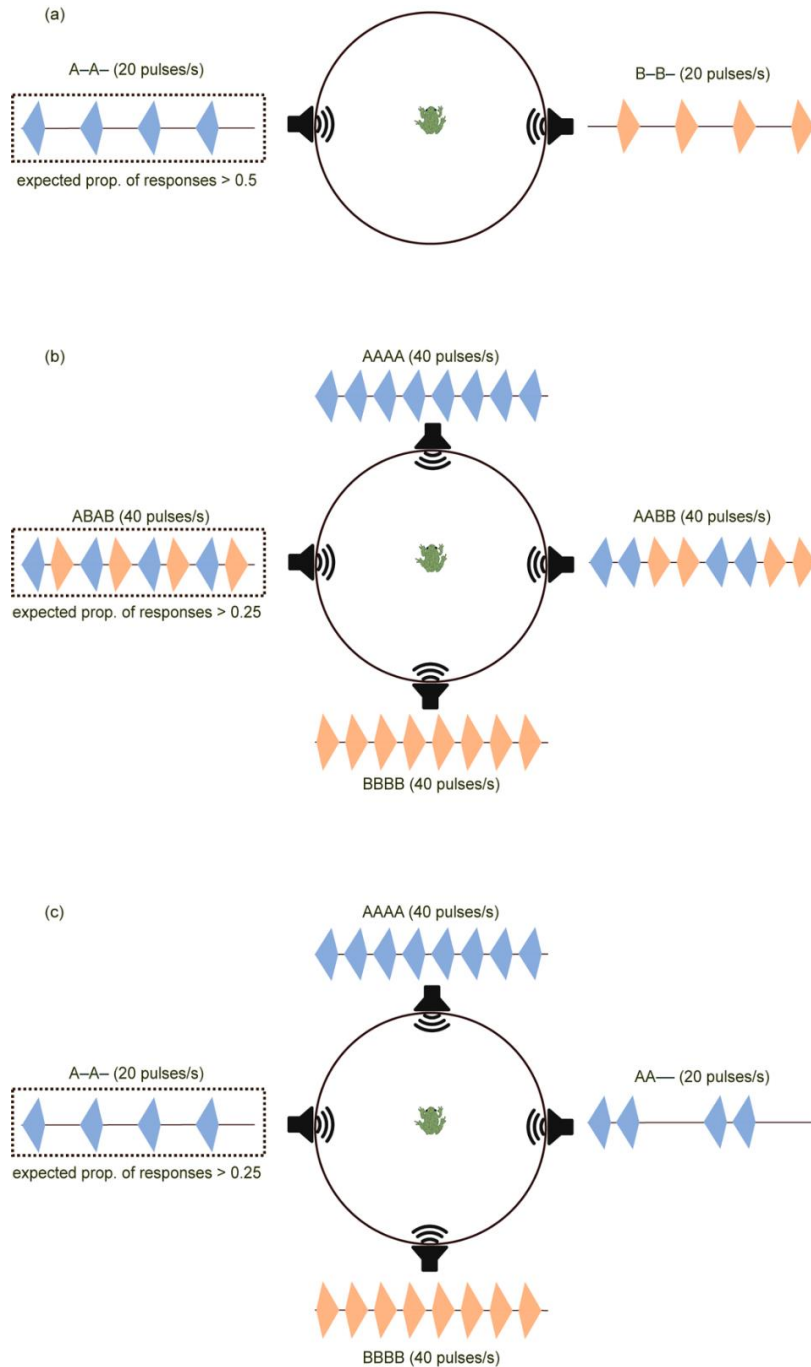 (a)
A–A– (20 pulses/s)
B–B– (20 pulses/s)
expected prop. of responses > 0.5
(b)
AAAA (40 pulses/s)
ABAB (40 pulses/s)
AABB (40 pulses/s)
expected prop. of responses > 0.25
BBBB (40 pulses/s)
(c)
AAAA (40 pulses/s)
A–A– (20 pulses/s)
AA–– (20 pulses/s)
expected prop. of responses > 0.25
BBBB (40 pulses/s)